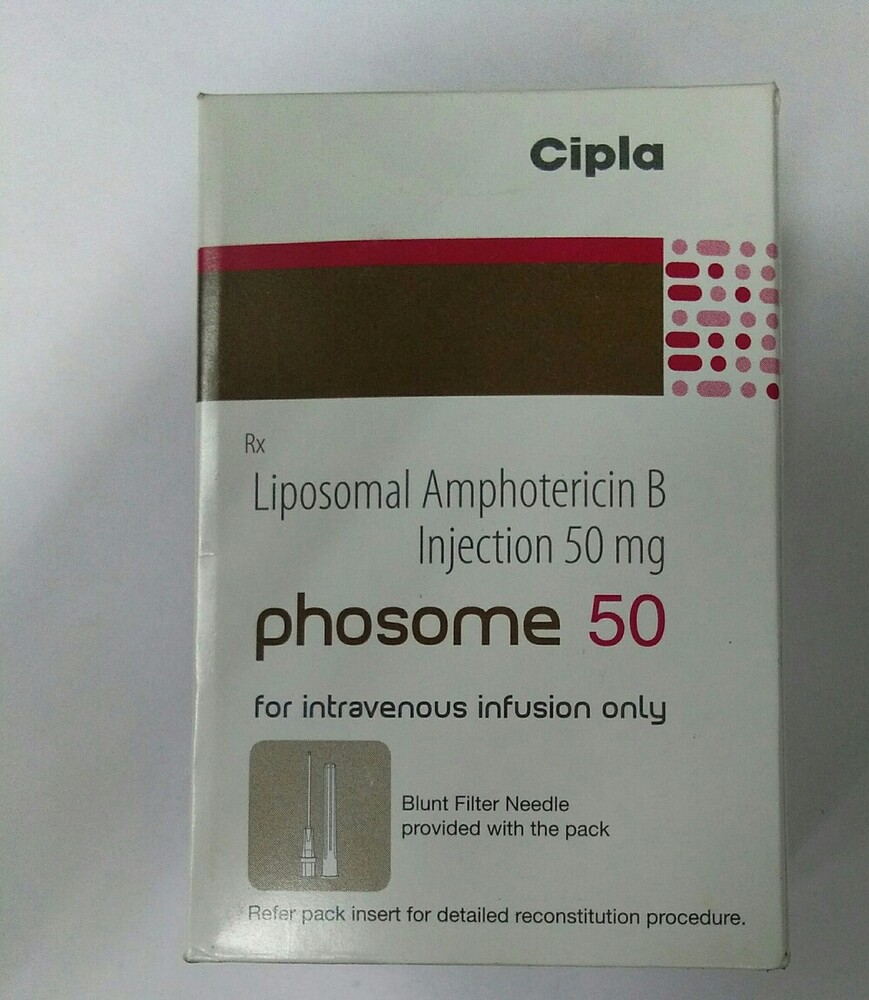 Cipla
Rx
Liposomal Amphotericin B
Injection 50 mg
phosome 50
for intravenous infusion only
Blunt Filter Needle
provided with the pack
Refer pack insert for detailed reconstitution procedure.